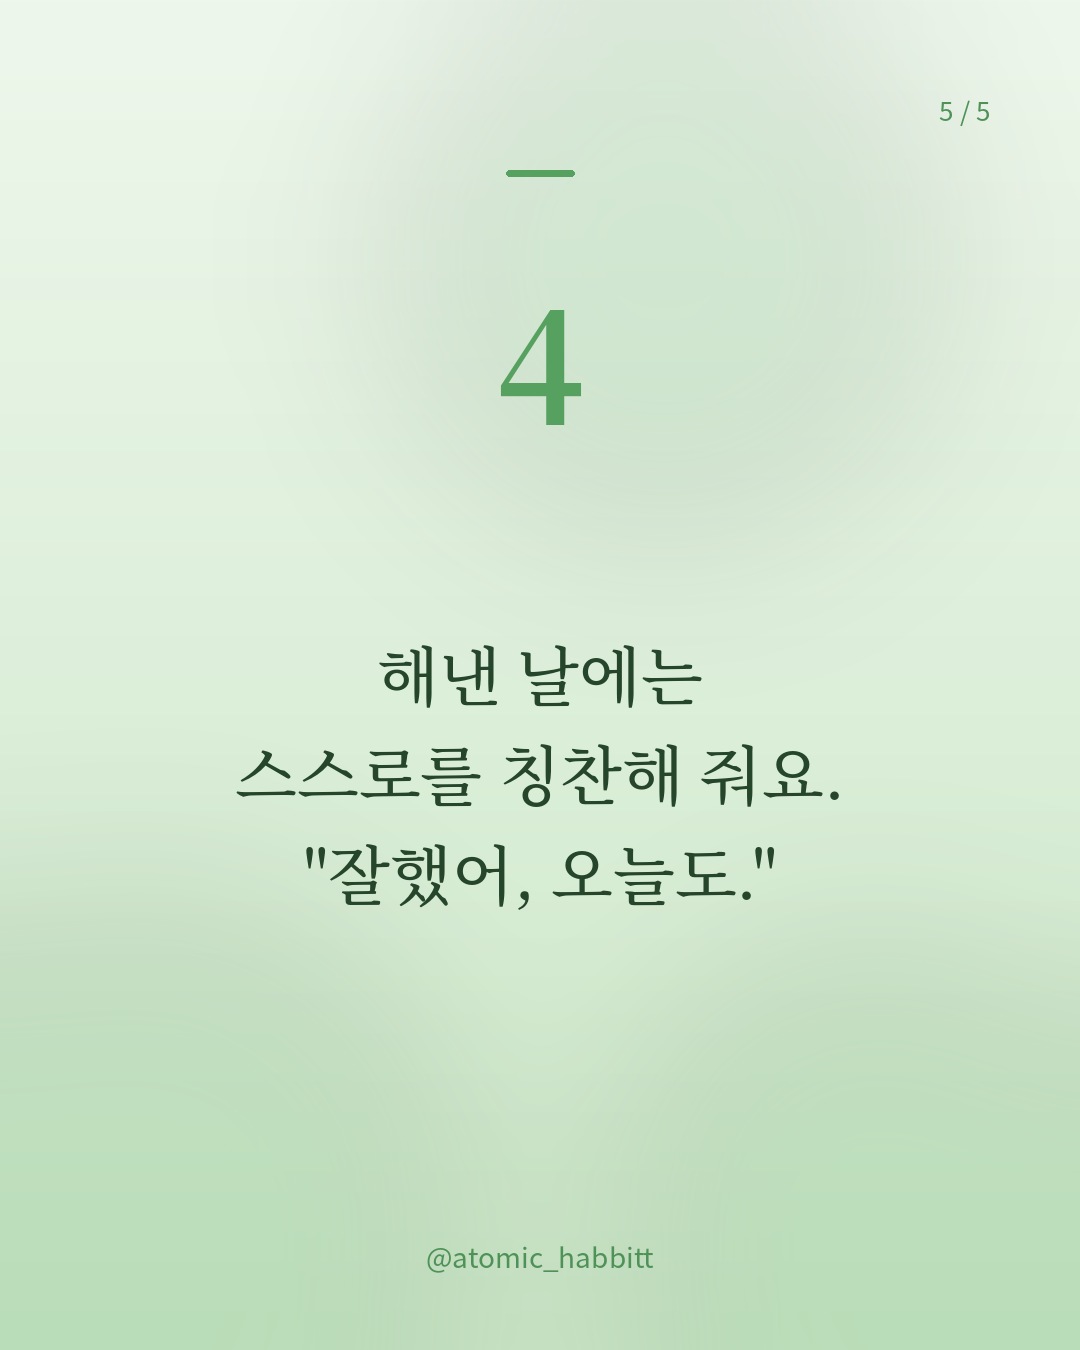 5 / 5
4
해낸 날에는
스스로를 칭찬해 줘요.
"잘했어, 오늘도."
@atomic_habbitt